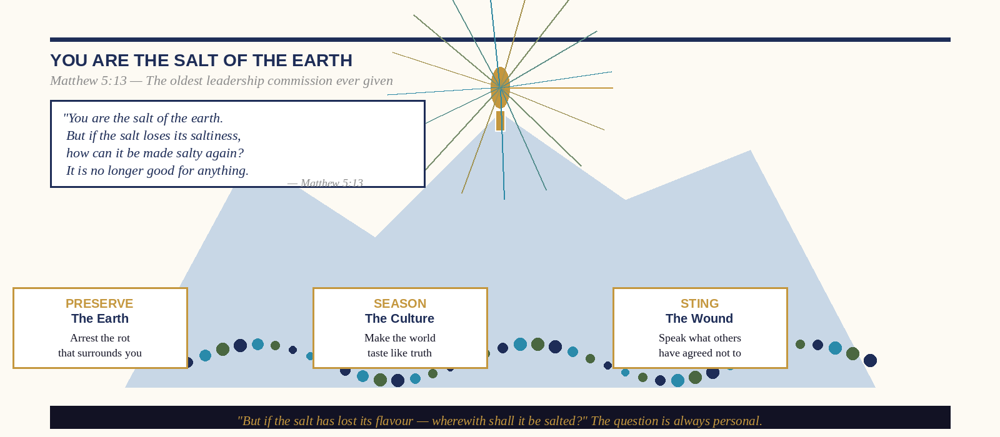 YOU ARE THE SALT OF THE EARTH
Matthew 5:13 — The oldest leadership commission ever given
"You are the salt of the earth.
But if the salt loses its saltiness,
how can it be made salty again?
It is no longer good for anything.
— Matthew 5:13
PRESERVE
The Earth
Arrest the rot
that surrounds you
SEASON
The Culture
Make the world
taste like truth
STING
The Wound
Speak what others
have agreed not to
"But if the salt has lost its flavour — wherewith shall it be salted?" The question is always personal.